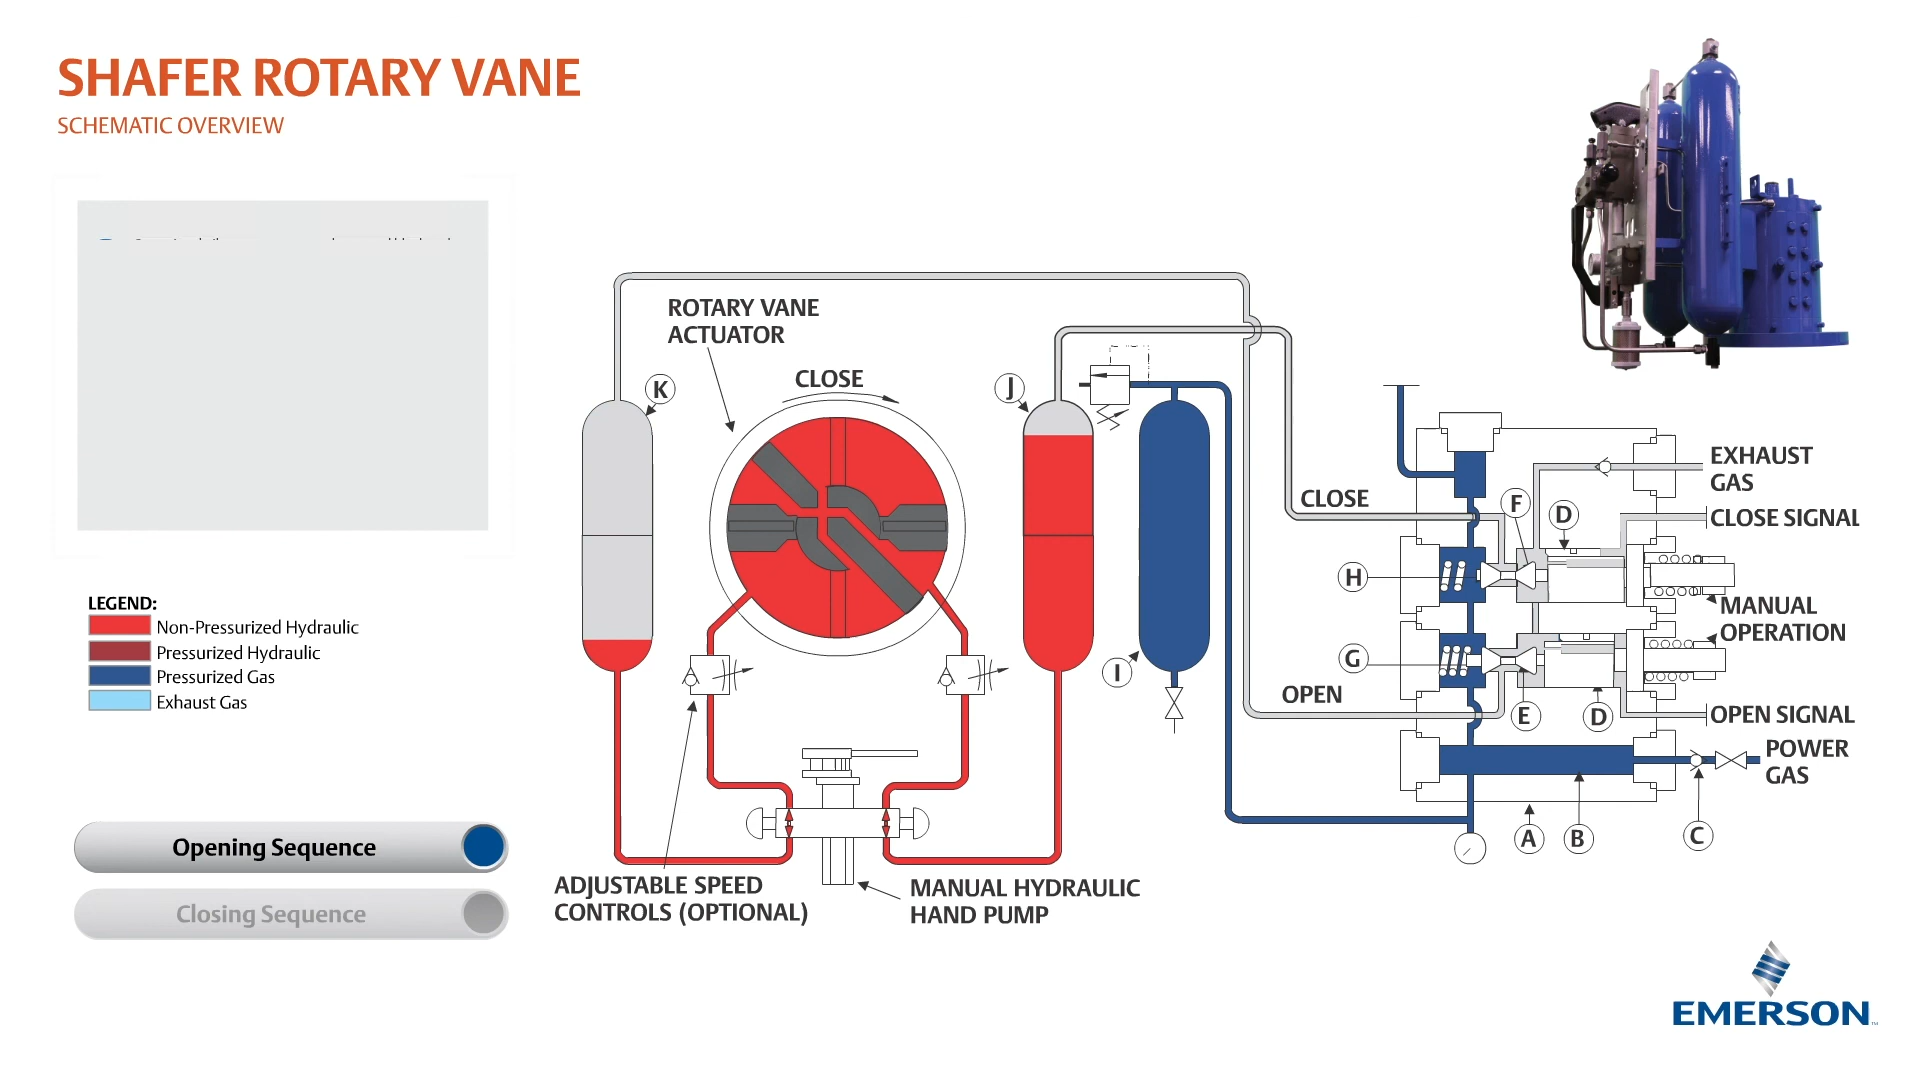 SHAFER ROTARY VANE
SCHEMATIC OVERVIEW
ROTARY VANE
ACTUATOR
CLOSE
K
J
EXHAUST
GAS
CLOSE
F
D
CLOSE SIGNAL
H
MANUAL
OPERATION
LEGEND:
Non-Pressurized Hydraulic
Pressurized Hydraulic
Pressurized Gas
Exhaust Gas
G
I
OPEN
E
D
OPEN SIGNAL
POWER
GAS
A
B
C
Opening Sequence
Closing Sequence
ADJUSTABLE SPEED
CONTROLS (OPTIONAL)
MANUAL HYDRAULIC
HAND PUMP
EMERSON